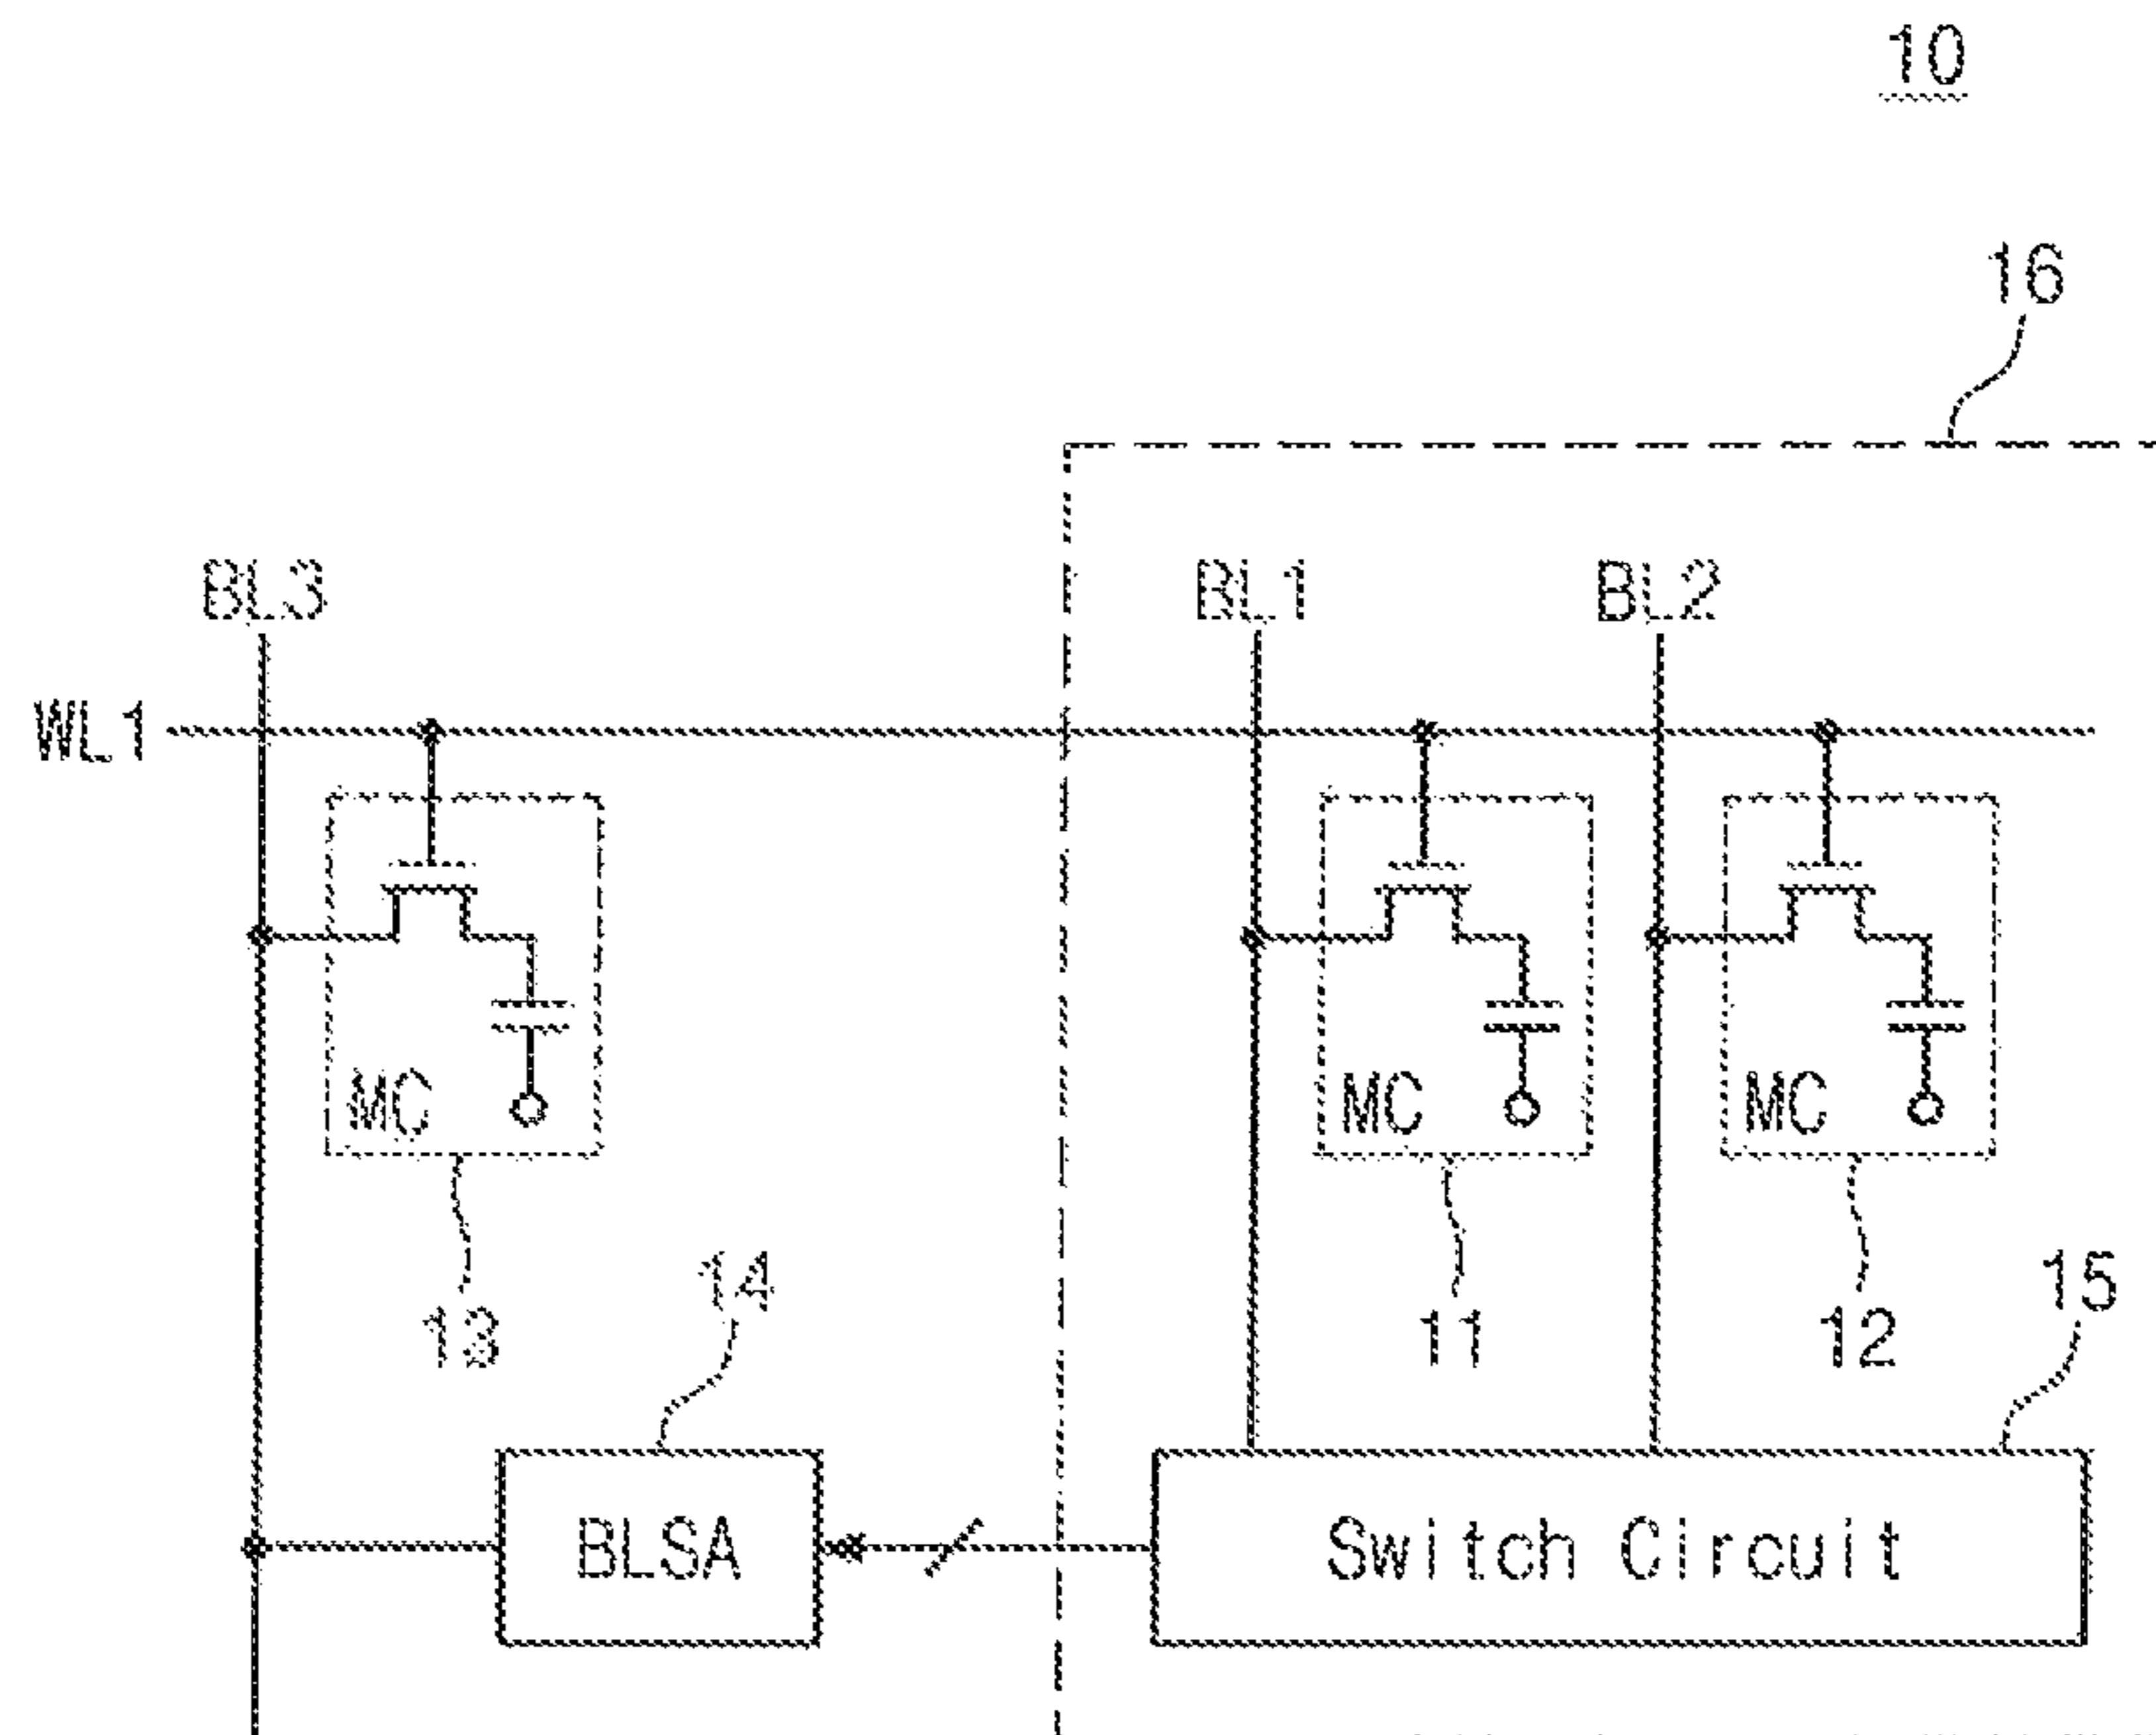 10
16
BL3 BL1 BL2
WL1
MC MC MC
14 15
13 11 12
BLSA Switch Circuit